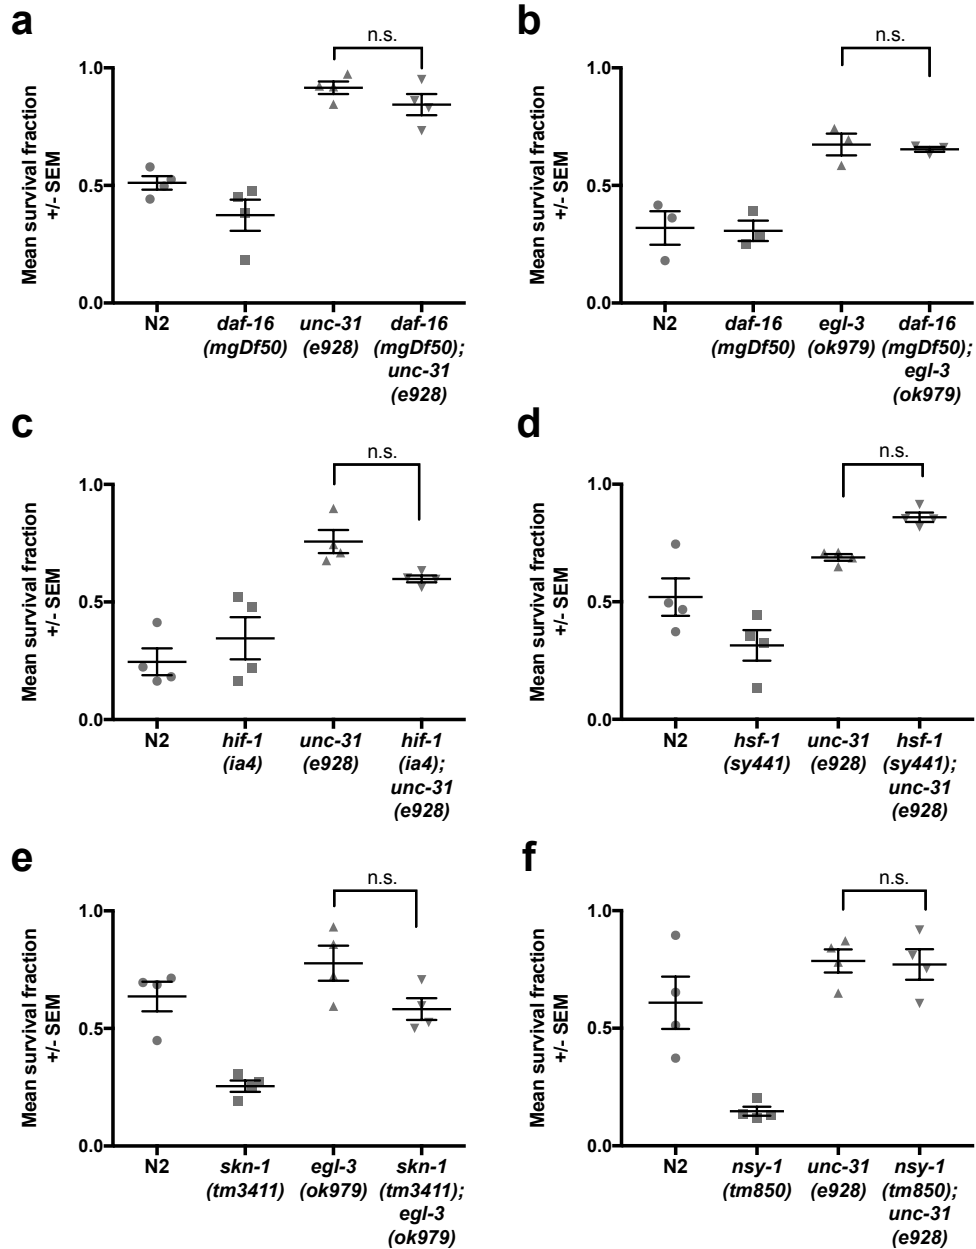 a
n.s.
1.0
0.5
0.0
Mean survival fraction
+/- SEM
N2
daf-16
(mgDf50)
unc-31
(e928)
daf-16
(mgDf50);
unc-31
(e928)
b
n.s.
1.0
0.5
0.0
Mean survival fraction
+/- SEM
N2
daf-16
(mgDf50)
egl-3
(ok979)
daf-16
(mgDf50);
egl-3
(ok979)
c
n.s.
1.0
0.5
0.0
Mean survival fraction
+/- SEM
N2
hif-1
(ia4)
unc-31
(e928)
hif-1
(ia4);
unc-31
(e928)
d
n.s.
1.0
0.5
0.0
Mean survival fraction
+/- SEM
N2
hsf-1
(sy441)
unc-31
(e928)
hsf-1
(sy441);
unc-31
(e928)
e
n.s.
1.0
0.5
0.0
Mean survival fraction
+/- SEM
N2
skn-1
(tm3411)
egl-3
(ok979)
skn-1
(tm3411);
egl-3
(ok979)
f
n.s.
1.0
0.5
0.0
Mean survival fraction
+/- SEM
N2
nsy-1
(tm850)
unc-31
(e928)
nsy-1
(tm850);
unc-31
(e928)